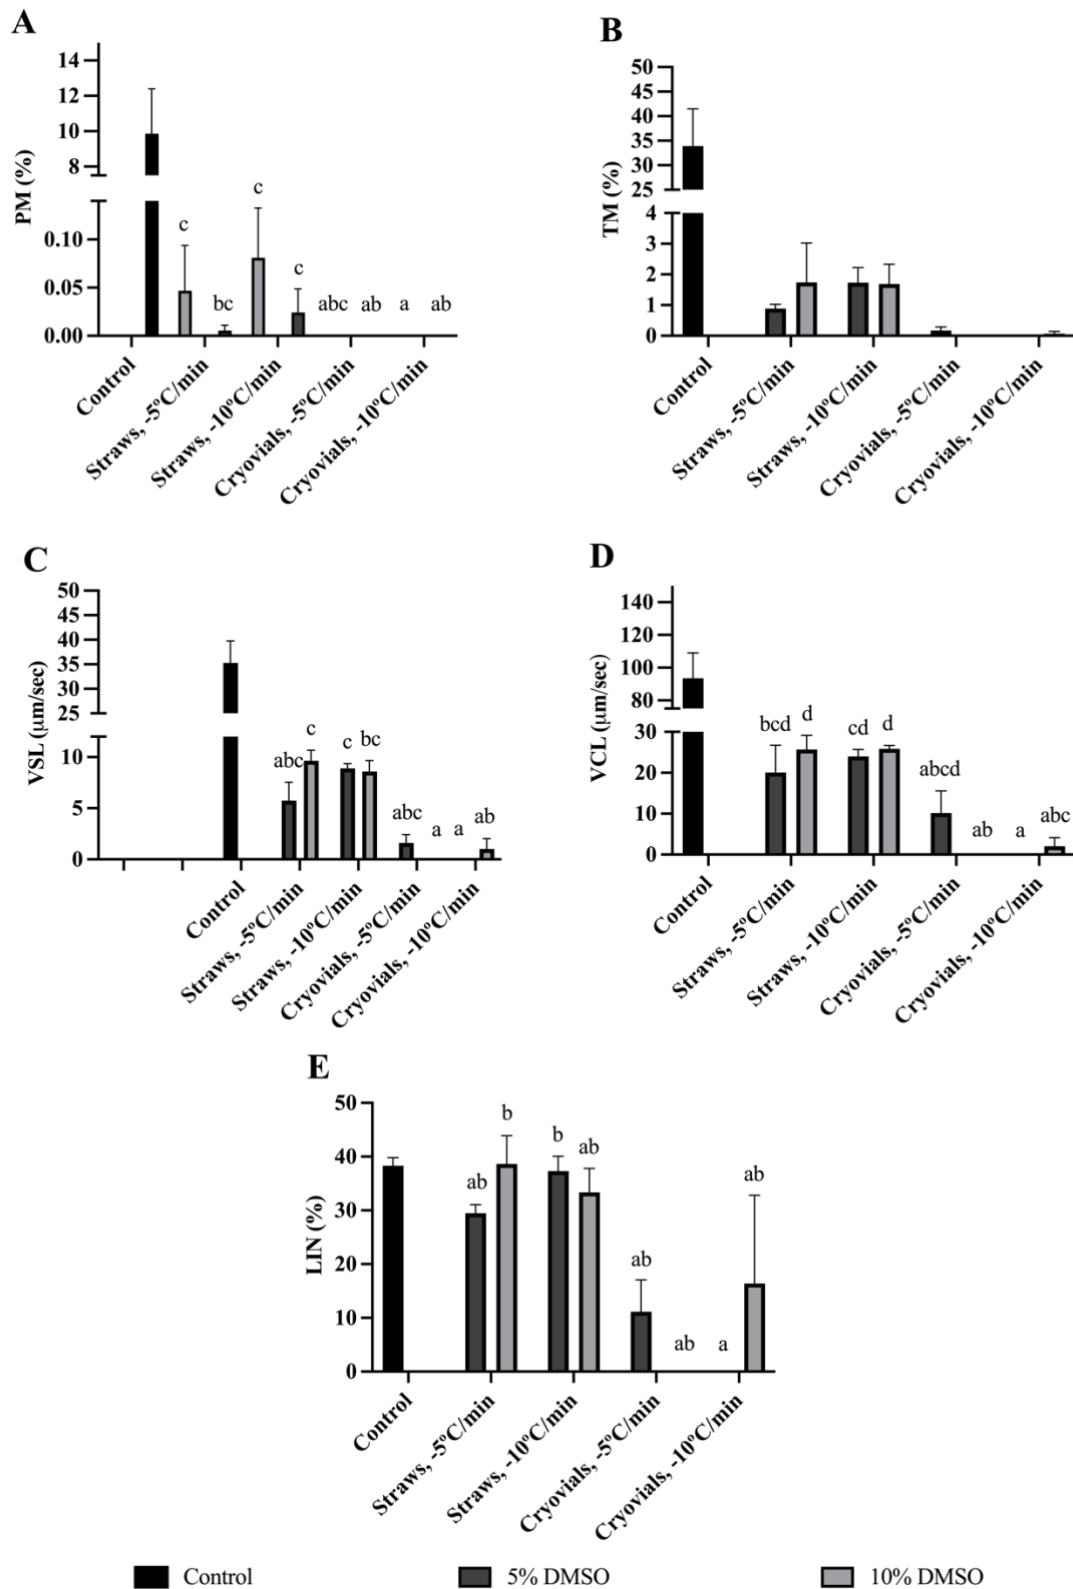 A
PM (%)
14
12
10
8
0.10
0.05
0.00
c
bc
c
c
abc
ab
a
ab
Control
Straws, -5ºC/min
Straws, -10ºC/min
Cryovials, -5ºC/min
Cryovials, -10ºC/min
B
TM (%)
50
45
40
35
30
25
4
3
2
1
0
Control
Straws, -5ºC/min
Straws, -10ºC/min
Cryovials, -5ºC/min
Cryovials, -10ºC/min
C
VSL (µm/sec)
50
45
40
35
30
25
10
5
0
abc
c
c
bc
abc
a
a
ab
Control
Straws, -5ºC/min
Straws, -10ºC/min
Cryovials, -5ºC/min
Cryovials, -10ºC/min
D
VCL (µm/sec)
140
120
100
80
30
20
10
0
bcd
d
cd
d
abcd
ab
a
abc
Control
Straws, -5ºC/min
Straws, -10ºC/min
Cryovials, -5ºC/min
Cryovials, -10ºC/min
E
LIN (%)
50
40
30
20
10
0
ab
b
b
ab
ab
ab
a
ab
Control
Straws, -5ºC/min
Straws, -10ºC/min
Cryovials, -5ºC/min
Cryovials, -10ºC/min
Control
5% DMSO
10% DMSO